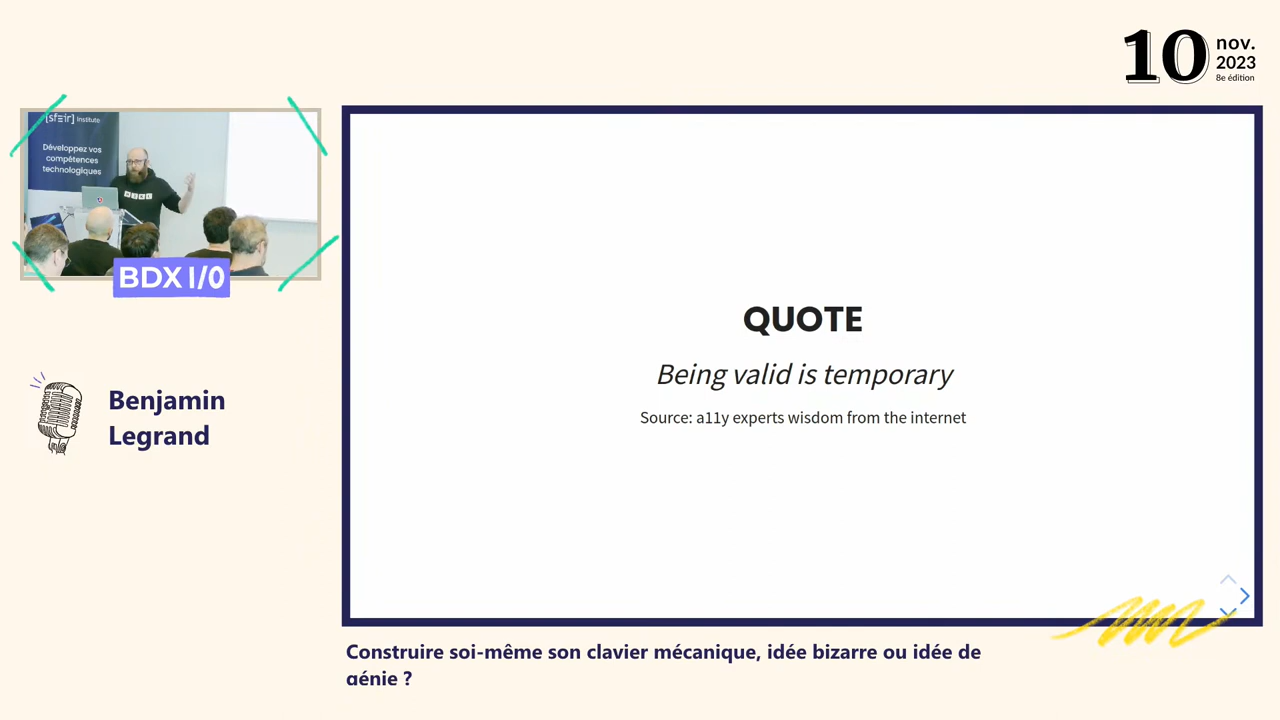 10 nov.
2023
8e édition
[sfeir] Institute
Développez vos
compétences
technologiques
BDX I/O
Benjamin
Legrand
QUOTE
Being valid is temporary
Source: a11y experts wisdom from the internet
Construire soi-même son clavier mécanique, idée bizarre ou idée de
génie ?